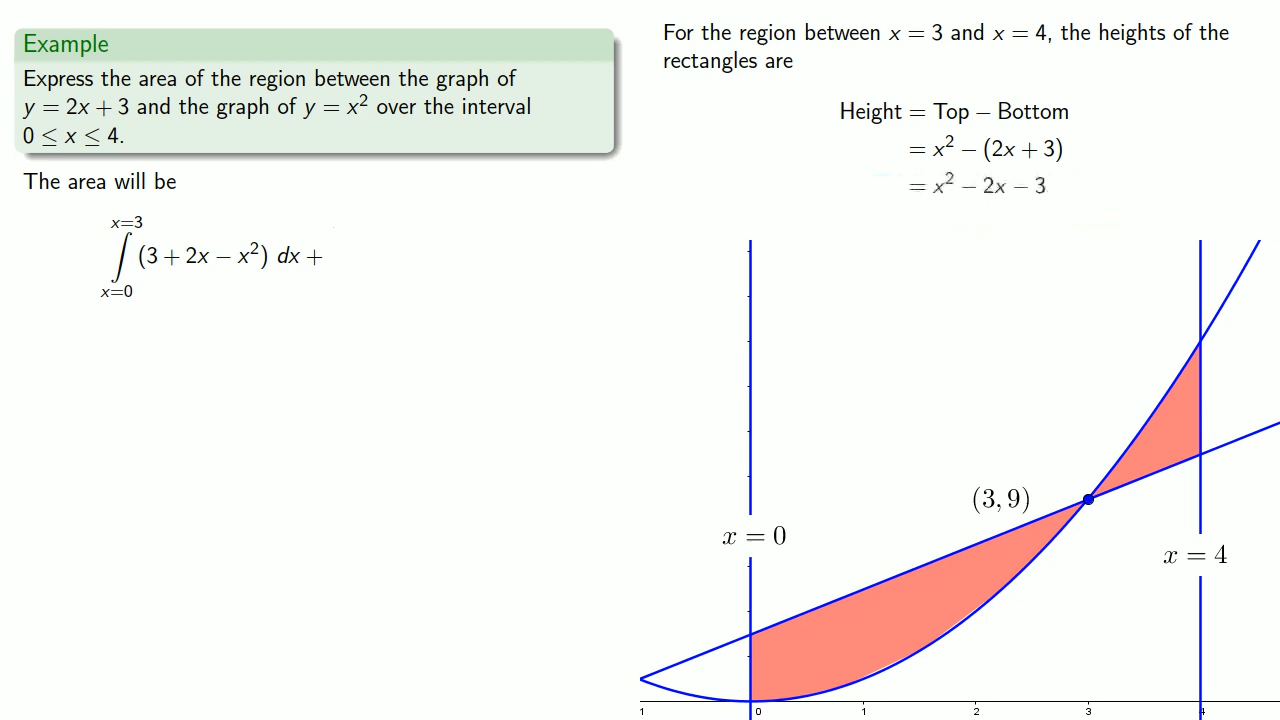 Example
Express the area of the region between the graph of
y = 2x + 3 and the graph of y = x² over the interval
0 ≤ x ≤ 4.
The area will be
x=3
∫ (3 + 2x − x²) dx +
x=0
For the region between x = 3 and x = 4, the heights of the
rectangles are
Height = Top − Bottom
= x² − (2x + 3)
= x² − 2x − 3
(3, 9)
x = 0
x = 4
1 0 1 2 3 4